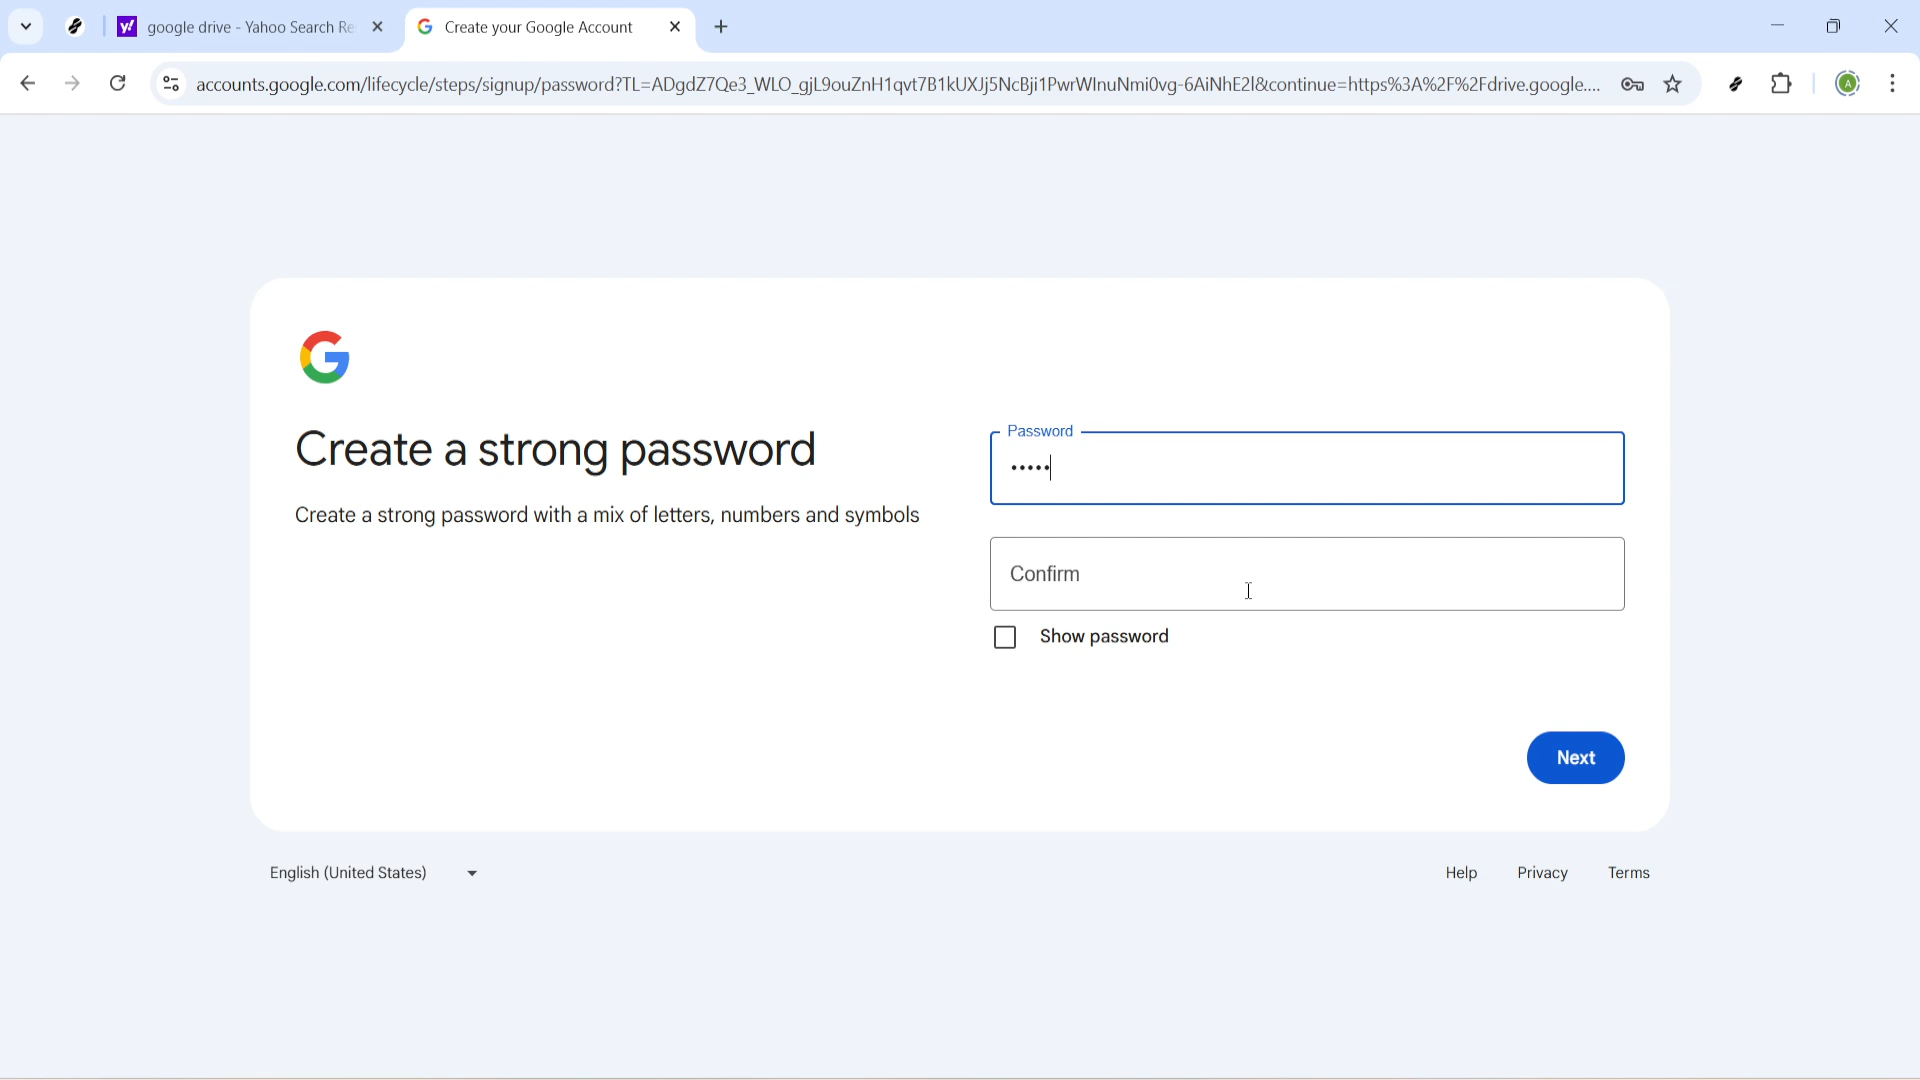 google drive - Yahoo Search Re
Create your Google Account
accounts.google.com/lifecycle/steps/signup/password?TL=ADgdZ7Qe3_WLO_gjL9ouZnH1qvt7B1kUXJj5NcBji1PwrWlnuNmi0vg-6AiNhE2l&continue=https%3A%2F%2Fdrive.google....
A
Create a strong password
Create a strong password with a mix of letters, numbers and symbols
Password
•••••
Confirm
Show password
Next
English (United States)
Help Privacy Terms